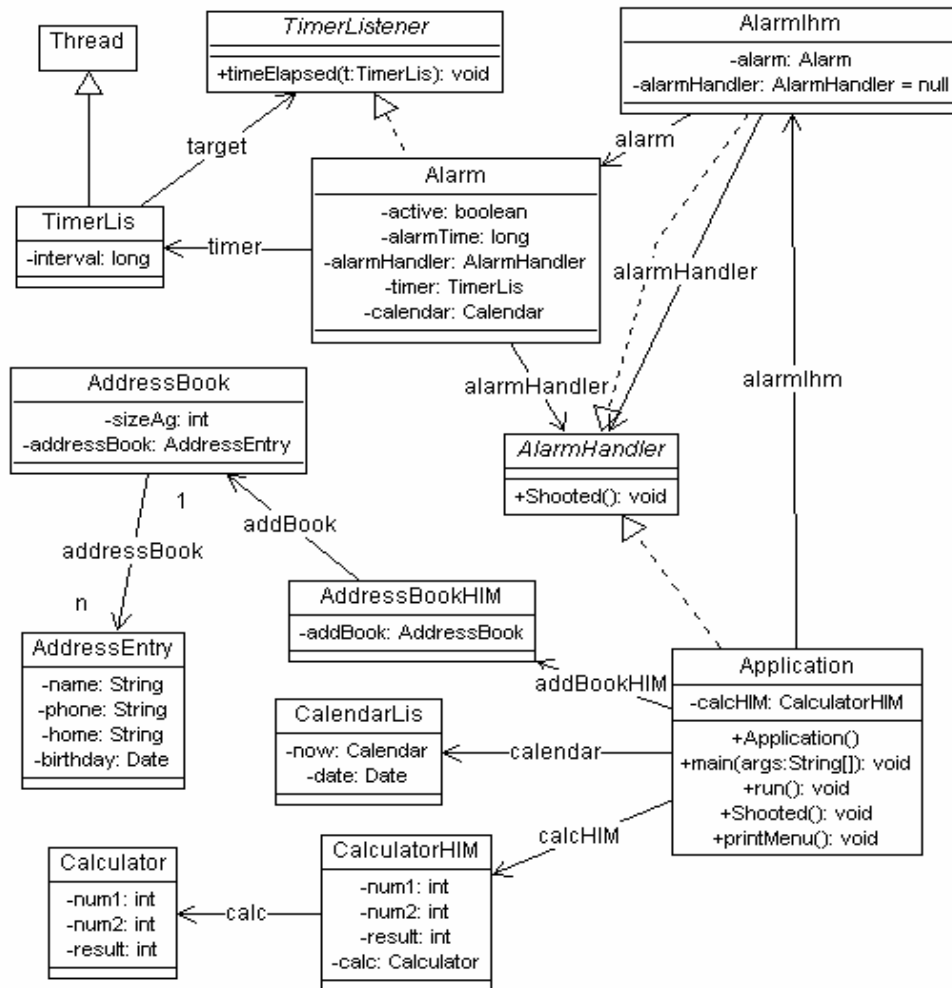 Thread
TimerListener
+timeElapsed(t:TimerLis): void
AlarmIhm
-alarm: Alarm
-alarmHandler: AlarmHandler = null
target
alarm
Alarm
-active: boolean
-alarmTime: long
-alarmHandler: AlarmHandler
-timer: TimerLis
-calendar: Calendar
TimerLis
-interval: long
timer
alarmHandler
alarmHandler
alarmIhm
AddressBook
-sizeAg: int
-addressBook: AddressEntry
AlarmHandler
+Shooted(): void
1
addBook
addressBook
n
AddressBookHIM
-addBook: AddressBook
AddressEntry
-name: String
-phone: String
-home: String
-birthday: Date
addBookHIM
Application
-calcHIM: CalculatorHIM
+Application()
+main(args:String[]): void
+run(): void
+Shooted(): void
+printMenu(): void
CalendarLis
-now: Calendar
-date: Date
calendar
calcHIM
Calculator
-num1: int
-num2: int
-result: int
calc
CalculatorHIM
-num1: int
-num2: int
-result: int
-calc: Calculator